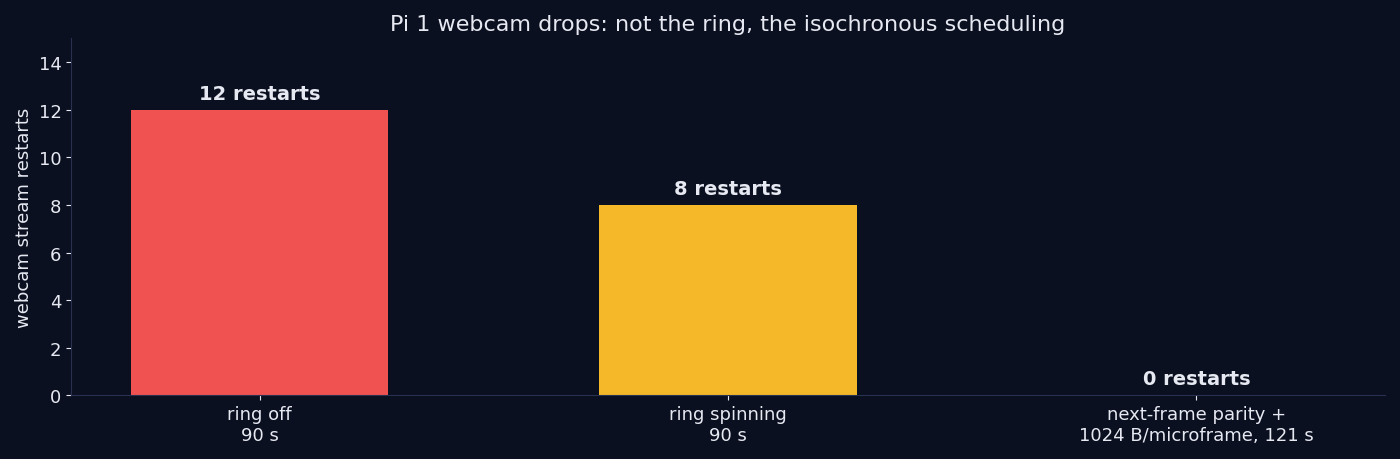 Pi 1 webcam drops: not the ring, the isochronous scheduling
webcam stream restarts
14
12
10
8
6
4
2
0
12 restarts
8 restarts
0 restarts
ring off
90 s
ring spinning
90 s
next-frame parity +
1024 B/microframe, 121 s